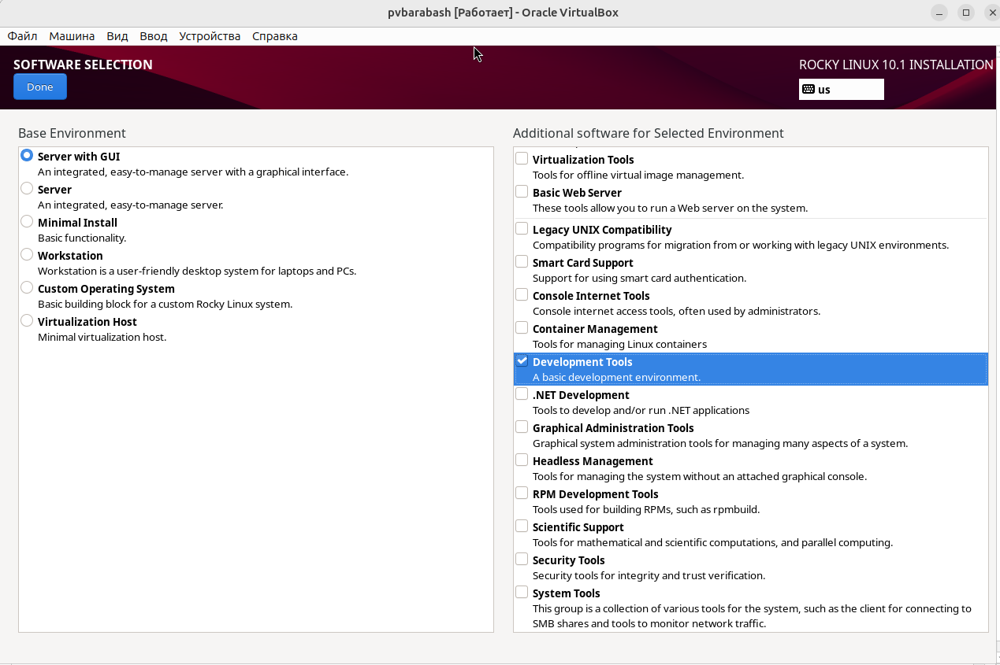 pvbarabash [Работает] - Oracle VirtualBox
Файл Машина Вид Ввод Устройства Справка
SOFTWARE SELECTION
Done
ROCKY LINUX 10.1 INSTALLATION
us
Base Environment
Server with GUI
An integrated, easy-to-manage server with a graphical interface.
Server
An integrated, easy-to-manage server.
Minimal Install
Basic functionality.
Workstation
Workstation is a user-friendly desktop system for laptops and PCs.
Custom Operating System
Basic building block for a custom Rocky Linux system.
Virtualization Host
Minimal virtualization host.
Additional software for Selected Environment
Virtualization Tools
Tools for offline virtual image management.
Basic Web Server
These tools allow you to run a Web server on the system.
Legacy UNIX Compatibility
Compatibility programs for migration from or working with legacy UNIX environments.
Smart Card Support
Support for using smart card authentication.
Console Internet Tools
Console internet access tools, often used by administrators.
Container Management
Tools for managing Linux containers
Development Tools
A basic development environment.
.NET Development
Tools to develop and/or run .NET applications
Graphical Administration Tools
Graphical system administration tools for managing many aspects of a system.
Headless Management
Tools for managing the system without an attached graphical console.
RPM Development Tools
Tools used for building RPMs, such as rpmbuild.
Scientific Support
Tools for mathematical and scientific computations, and parallel computing.
Security Tools
Security tools for integrity and trust verification.
System Tools
This group is a collection of various tools for the system, such as the client for connecting to
SMB shares and tools to monitor network traffic.